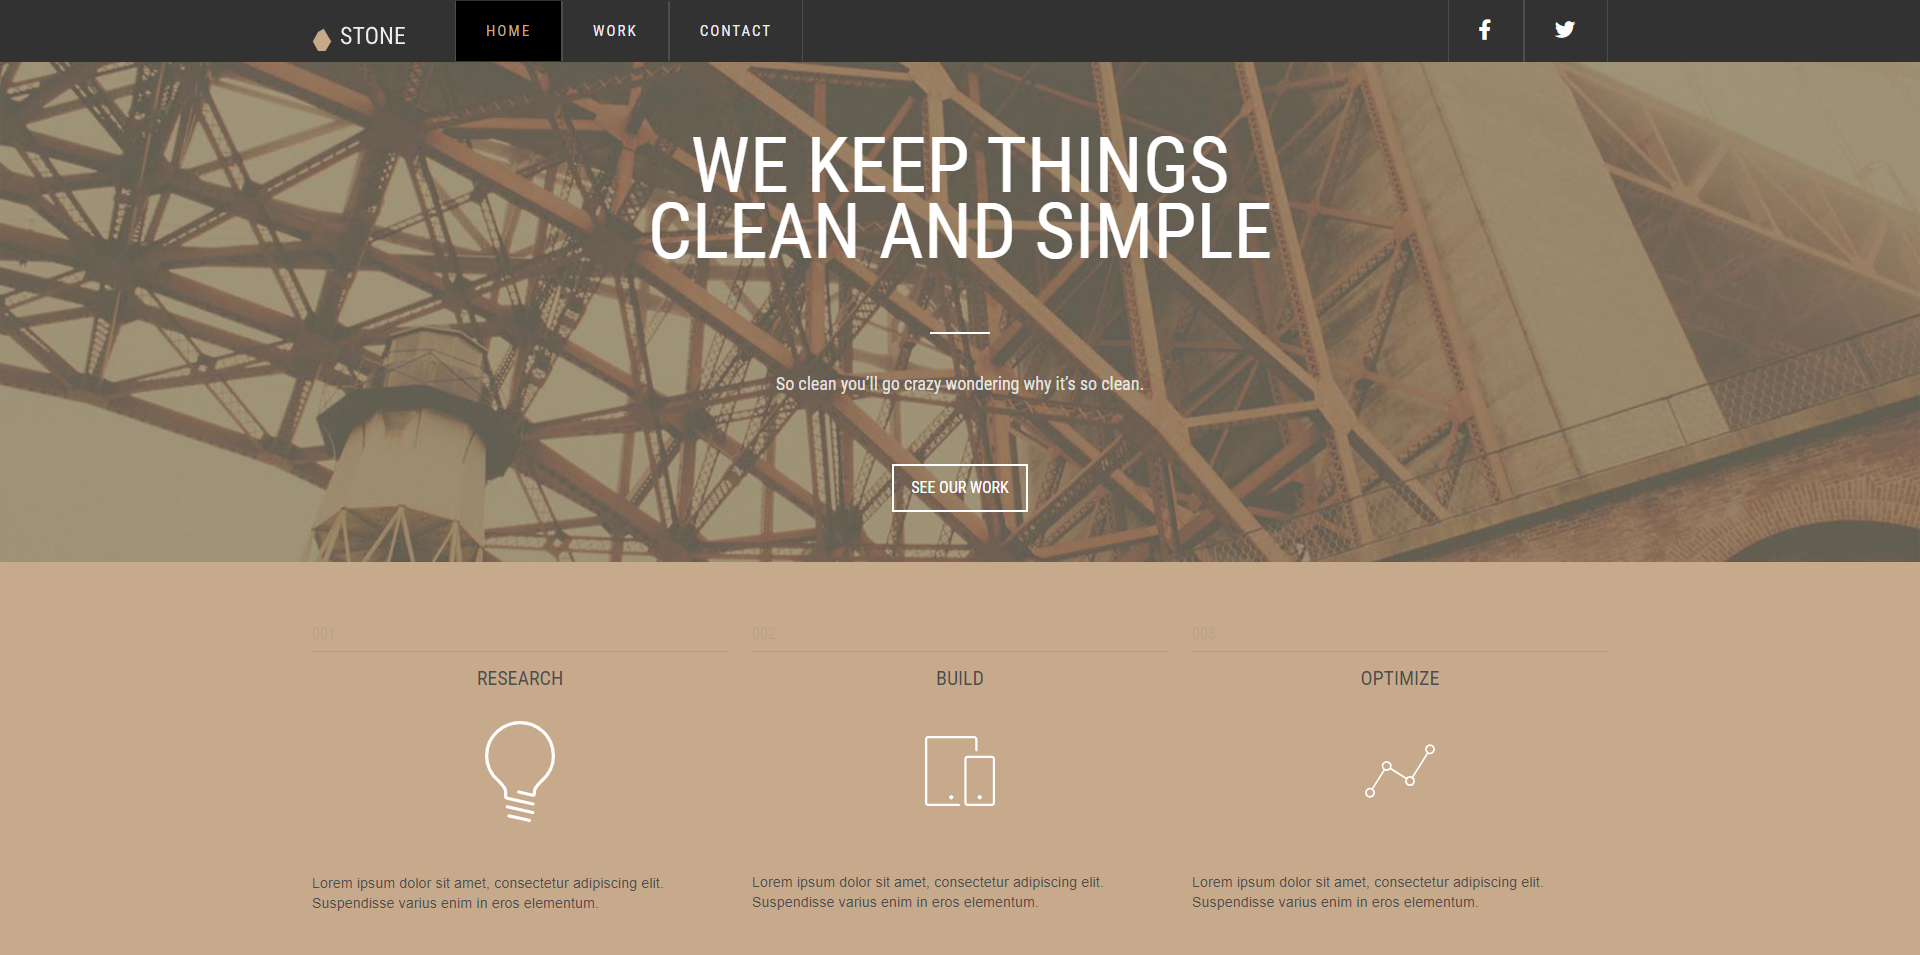 STONE
HOME
WORK
CONTACT
WE KEEP THINGS
CLEAN AND SIMPLE
So clean you'll go crazy wondering why it's so clean.
SEE OUR WORK
001
RESEARCH
Lorem ipsum dolor sit amet, consectetur adipiscing elit.
Suspendisse varius enim in eros elementum.
002
BUILD
Lorem ipsum dolor sit amet, consectetur adipiscing elit.
Suspendisse varius enim in eros elementum.
003
OPTIMIZE
Lorem ipsum dolor sit amet, consectetur adipiscing elit.
Suspendisse varius enim in eros elementum.